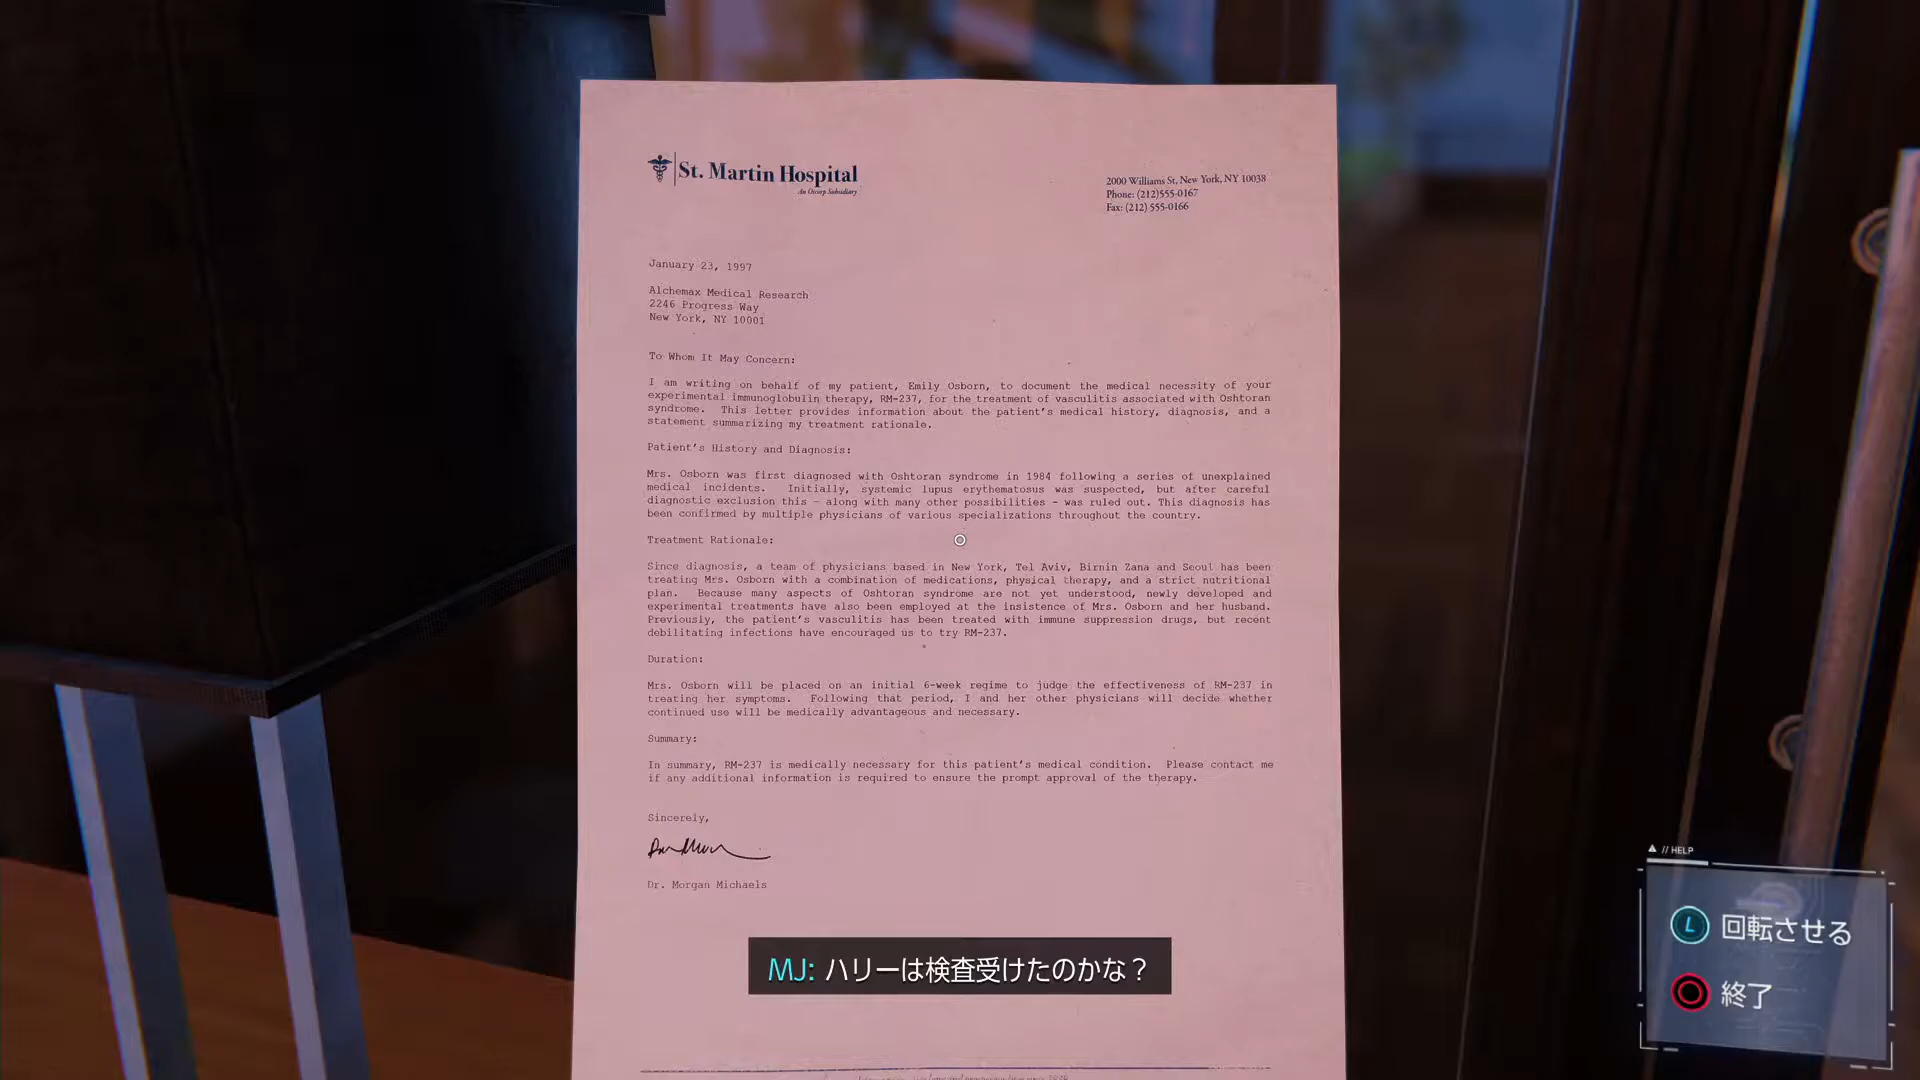 St. Martin Hospital
An Oscorp Subsidiary
2000 Williams St, New York, NY 10038
Phone: (212)555-0167
Fax: (212) 555-0166
January 23, 1997
Alchemax Medical Research
2246 Progress Way
New York, NY 10001
To Whom It May Concern:
I am writing on behalf of my patient, Emily Osborn, to document the medical necessity of your
experimental immunoglobulin therapy, RM-237, for the treatment of vasculitis associated with Oshtoran
syndrome. This letter provides information about the patient's medical history, diagnosis, and a
statement summarizing my treatment rationale.
Patient's History and Diagnosis:
Mrs. Osborn was first diagnosed with Oshtoran syndrome in 1984 following a series of unexplained
medical incidents. Initially, systemic lupus erythematosus was suspected, but after careful
diagnostic exclusion this - along with many other possibilities - was ruled out. This diagnosis has
been confirmed by multiple physicians of various specializations throughout the country.
Treatment Rationale:
Since diagnosis, a team of physicians based in New York, Tel Aviv, Birnin Zana and Seoul has been
treating Mrs. Osborn with a combination of medications, physical therapy, and a strict nutritional
plan. Because many aspects of Oshtoran syndrome are not yet understood, newly developed and
experimental treatments have also been employed at the insistence of Mrs. Osborn and her husband.
Previously, the patient's vasculitis has been treated with immune suppression drugs, but recent
debilitating infections have encouraged us to try RM-237.
Duration:
Mrs. Osborn will be placed on an initial 6-week regime to judge the effectiveness of RM-237 in
treating her symptoms. Following that period, I and her other physicians will decide whether
continued use will be medically advantageous and necessary.
Summary:
In summary, RM-237 is medically necessary for this patient's medical condition. Please contact me
if any additional information is required to ensure the prompt approval of the therapy.
Sincerely,
Dr. Morgan Michaels
MJ: ハリーは検査受けたのかな？
// HELP
L 回転させる
終了